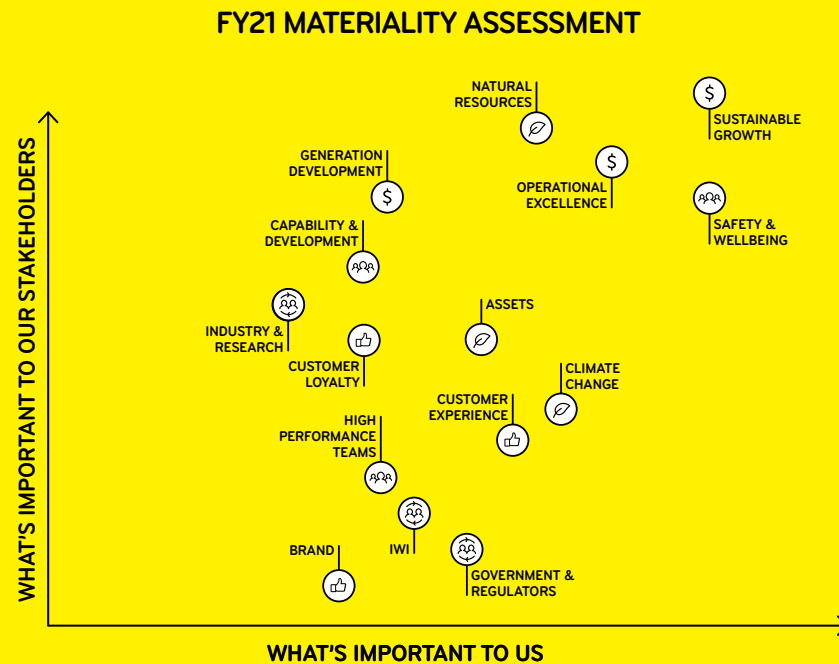 FY21 MATERIALITY ASSESSMENT
WHAT'S IMPORTANT TO OUR STAKEHOLDERS
NATURAL
RESOURCES
$
SUSTAINABLE
GROWTH
GENERATION
DEVELOPMENT
$
$
OPERATIONAL
EXCELLENCE
SAFETY &
WELLBEING
CAPABILITY &
DEVELOPMENT
INDUSTRY &
RESEARCH
ASSETS
CUSTOMER
LOYALTY
CLIMATE
CHANGE
CUSTOMER
EXPERIENCE
HIGH
PERFORMANCE
TEAMS
IWI
BRAND
GOVERNMENT &
REGULATORS
WHAT'S IMPORTANT TO US